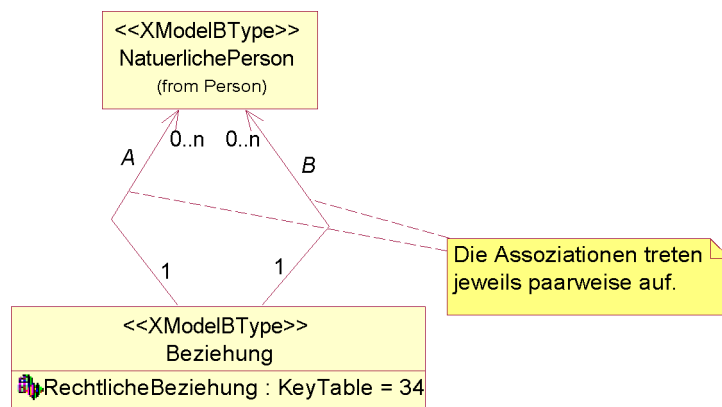 <<XModelBType>>
NatuerlichePerson
(from Person)
0..n
0..n
A
B
Die Assoziationen treten
jeweils paarweise auf.
1
1
<<XModelBType>>
Beziehung
RechtlicheBeziehung : KeyTable = 34